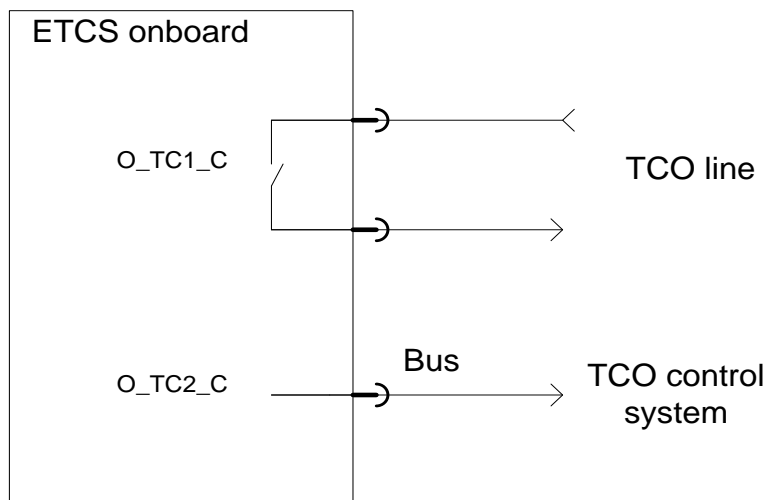 ETCS onboard
O_TC1_C
TCO line
Bus
O_TC2_C
TCO control
system